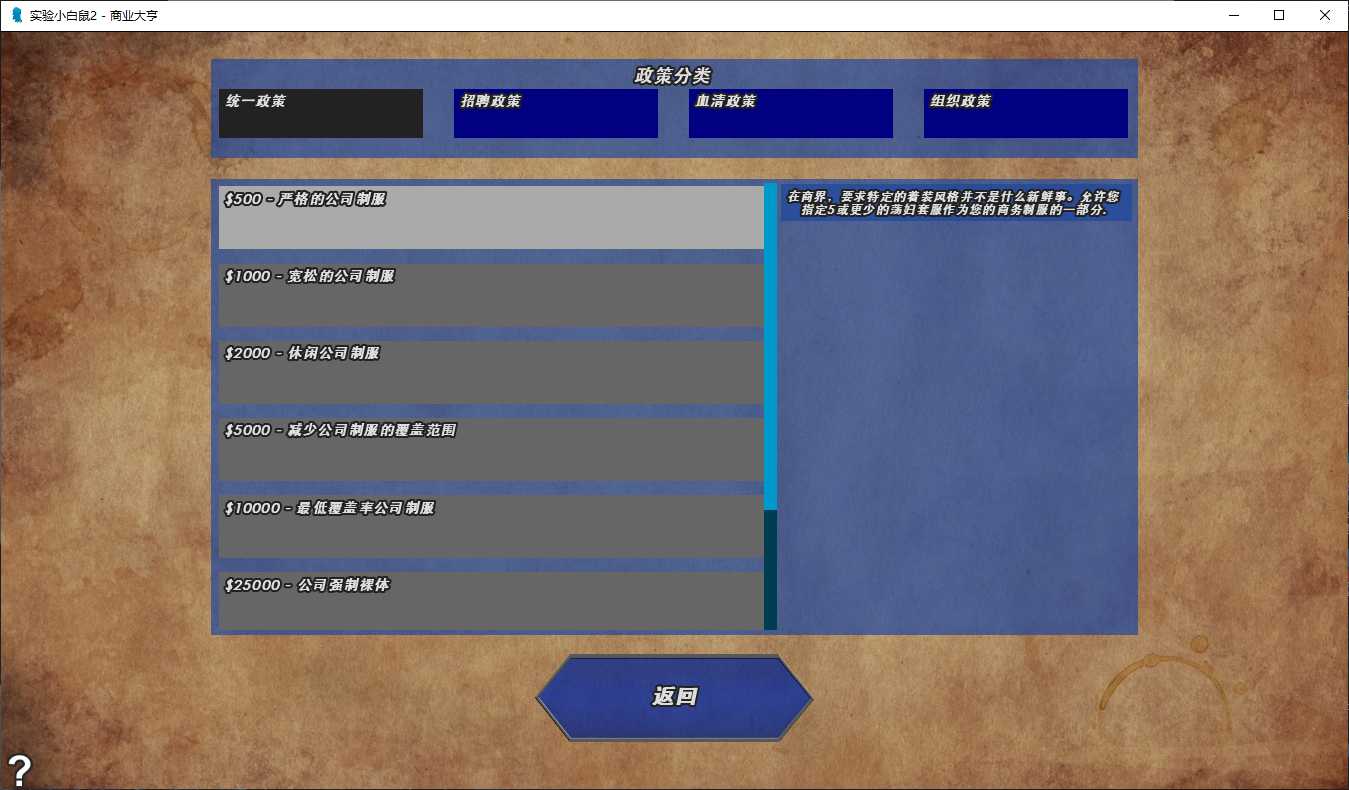 实验小白鼠2 - 商业大亨
政策分类
统一政策
招聘政策
血清政策
组织政策
$500 - 严格的公司制服
$1000 - 宽松的公司制服
$2000 - 休闲公司制服
$5000 - 减少公司制服的覆盖范围
$10000 - 最低覆盖率公司制服
$25000 - 公司强制裸体
在商界，要求特定的着装风格并不是什么新鲜事。允许您
指定5或更少的荡妇套服作为您的商务制服的一部分.
返回
?